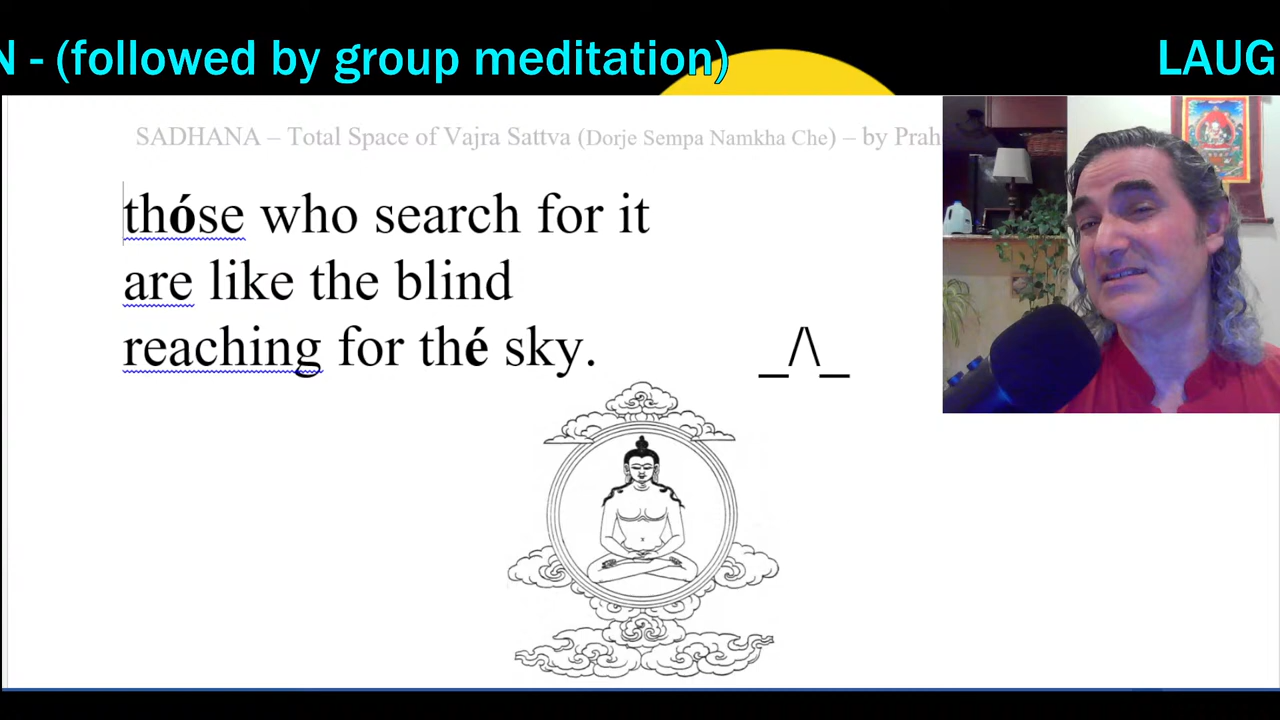 N - (followed by group meditation)
LAUG
SADHANA – Total Space of Vajra Sattva (Dorje Sempa Namkha Che) – by Prah
thóse who search for it
are like the blind
reaching for thé sky. _/\_